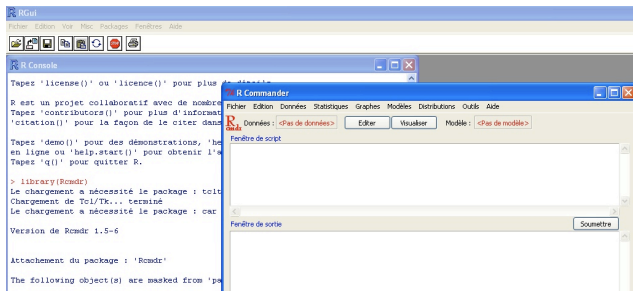 RGui
Fichier Edition Voir Misc Packages Fenêtres Aide
R Console
Tapez 'license()' ou 'licence()' pour plus de détails.
R est un projet collaboratif avec de nombre
Tapez 'contributors()' pour plus d'informat
'citation()' pour la façon de le citer dans
Tapez 'demo()' pour des démonstrations, 'he
en ligne ou 'help.start()' pour obtenir l'a
Tapez 'q()' pour quitter R.
> library(Rcmdr)
Le chargement a nécessité le package : tclt
Chargement de Tcl/Tk... terminé
Le chargement a nécessité le package : car
Version de Rcmdr 1.5-6
Attachement du package : 'Rcmdr'
The following object(s) are masked from 'pa
R Commander
Fichier Edition Données Statistiques Graphes Modèles Distributions Outils Aide
R cmdr Données : <Pas de données> Editer Visualiser Modèle : <Pas de modèle>
Fenêtre de script
Fenêtre de sortie Soumettre